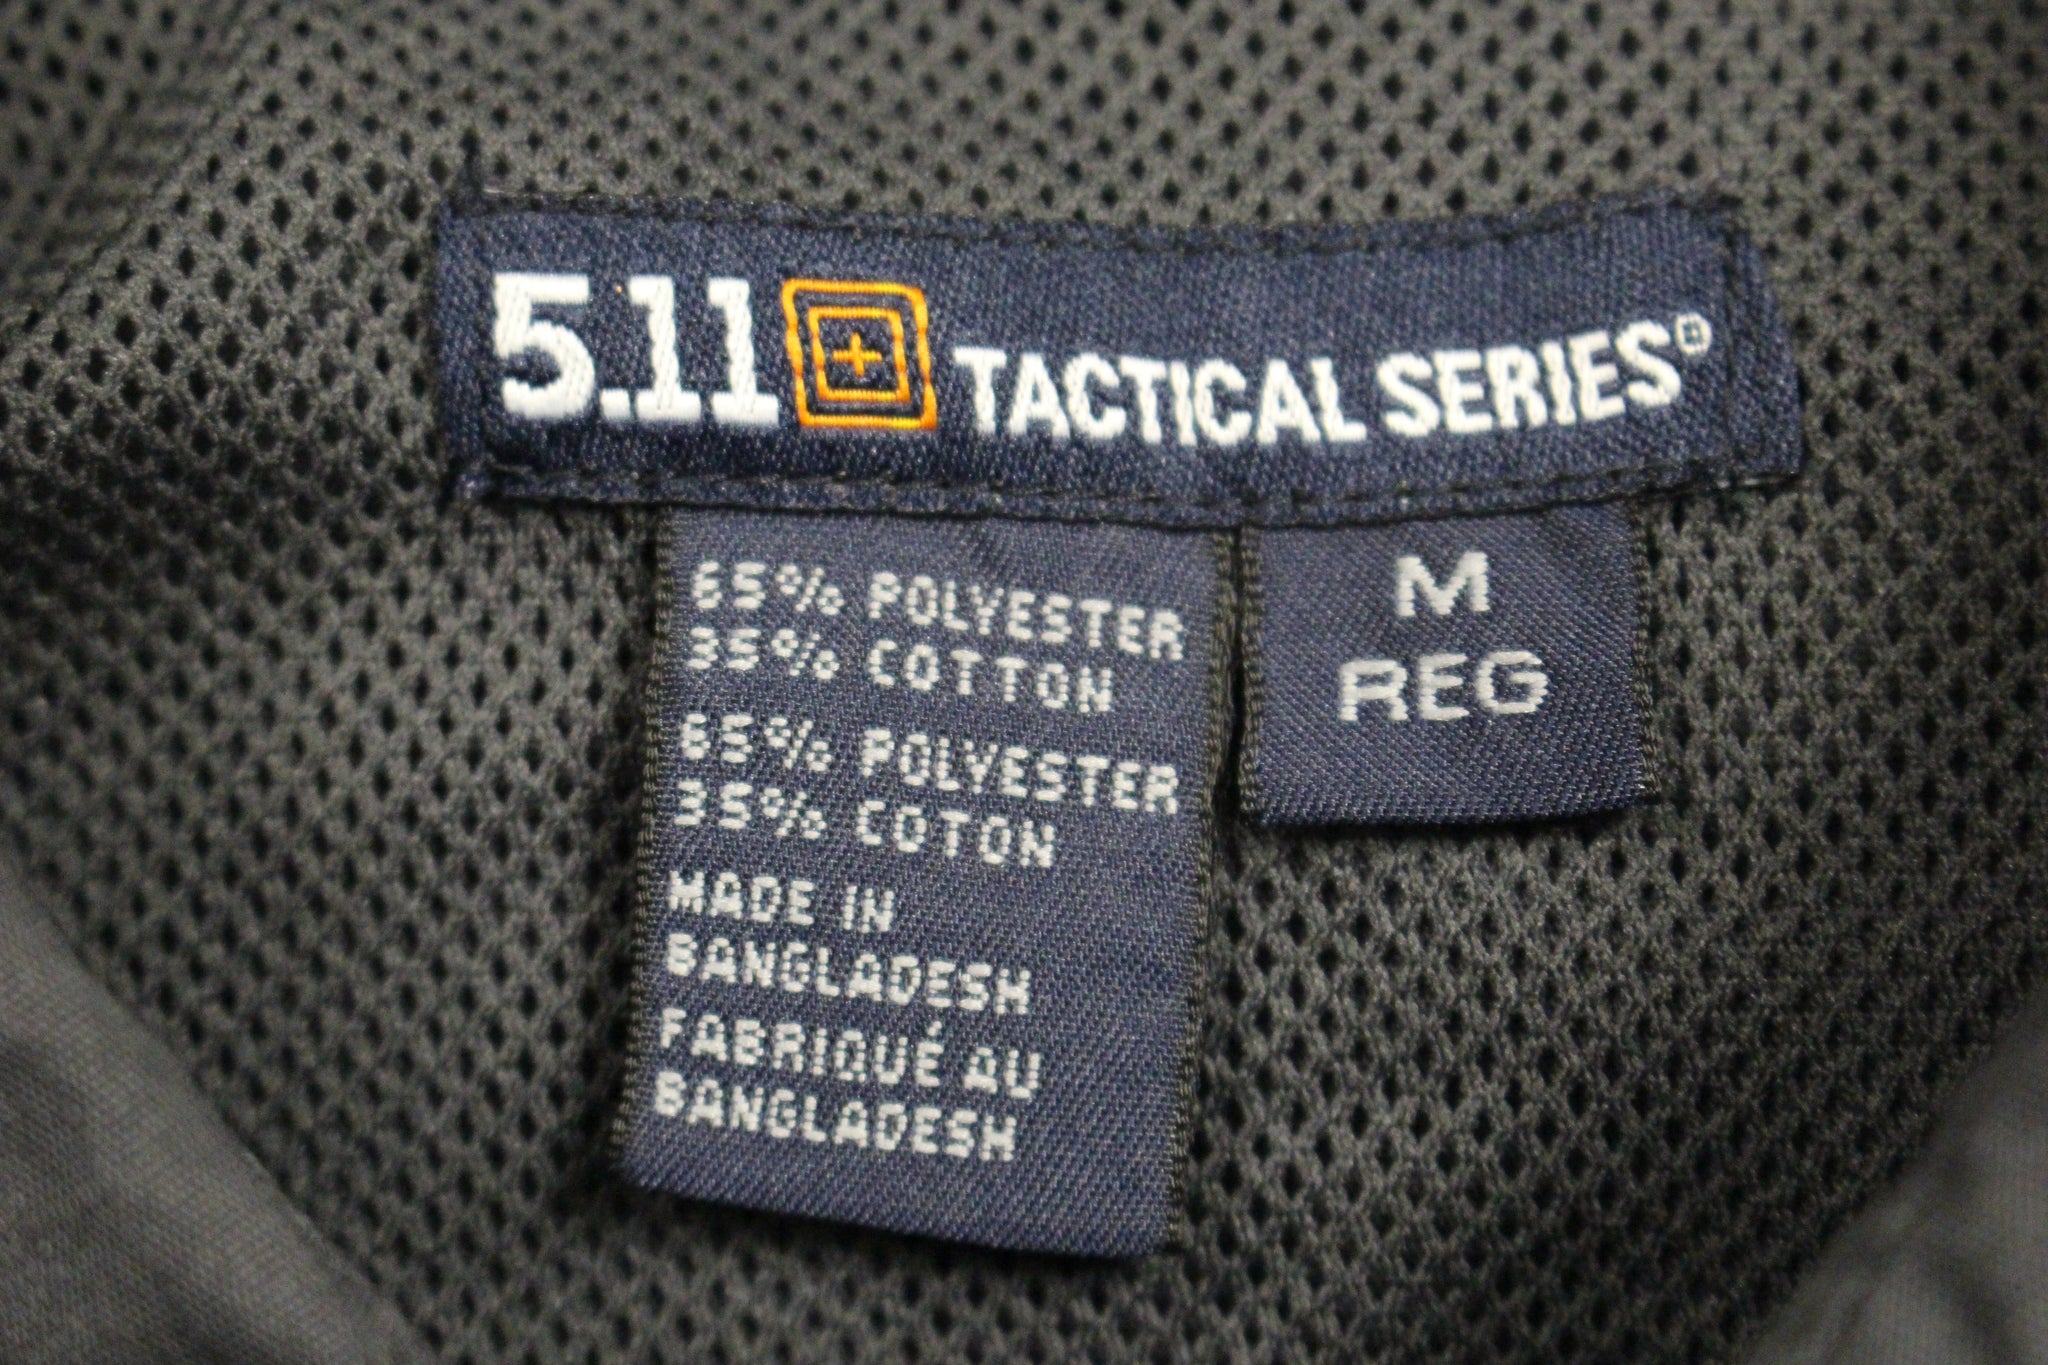 5.11 TACTICAL SERIES®
65% POLYESTER
35% COTTON
65% POLYESTER
35% COTON
MADE IN
BANGLADESH
FABRIQUÉ AU
BANGLADESH
M
REG